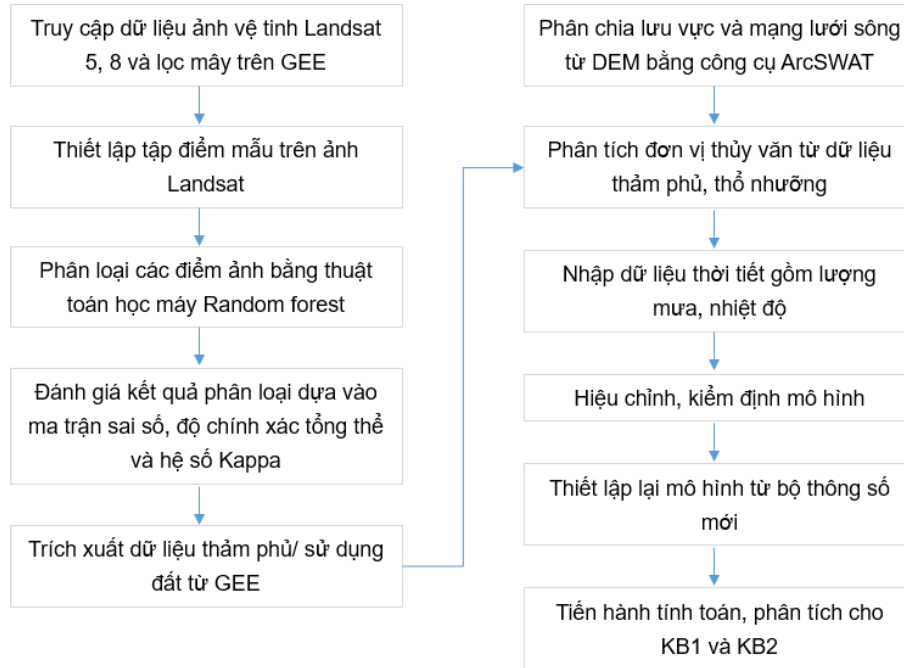 Truy cập dữ liệu ảnh vệ tinh Landsat
5, 8 và lọc mây trên GEE
Thiết lập tập điểm mẫu trên ảnh
Landsat
Phân loại các điểm ảnh bằng thuật
toán học máy Random forest
Đánh giá kết quả phân loại dựa vào
ma trận sai số, độ chính xác tổng thể
và hệ số Kappa
Trích xuất dữ liệu thảm phủ/ sử dụng
đất từ GEE
Phân chia lưu vực và mạng lưới sông
từ DEM bằng công cụ ArcSWAT
Phân tích đơn vị thủy văn từ dữ liệu
thảm phủ, thổ nhưỡng
Nhập dữ liệu thời tiết gồm lượng
mưa, nhiệt độ
Hiệu chỉnh, kiểm định mô hình
Thiết lập lại mô hình từ bộ thông số
mới
Tiến hành tính toán, phân tích cho
KB1 và KB2